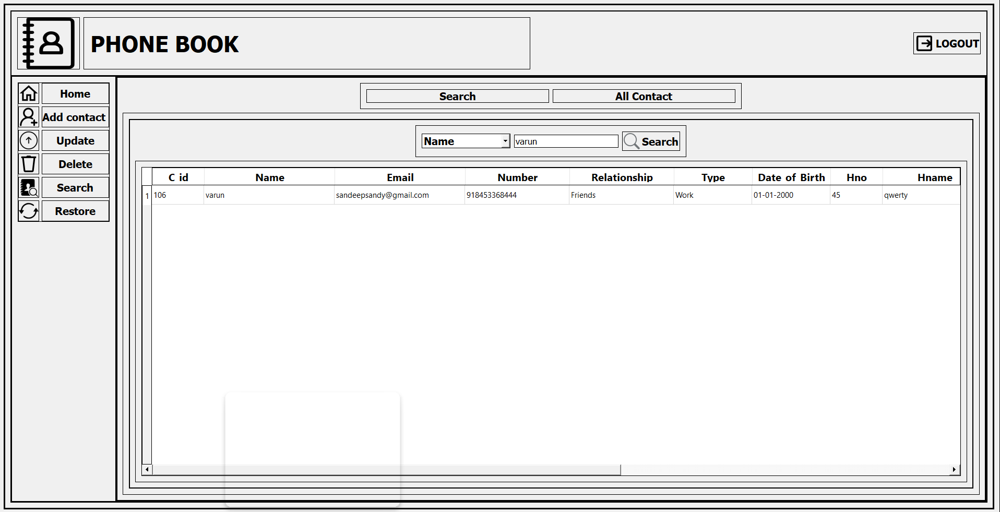 PHONE BOOK
LOGOUT
Home
Add contact
Update
Delete
Search
Restore
Search All Contact
Name varun Search
C id Name Email Number Relationship Type Date of Birth Hno Hname
1 106 varun sandeepsandy@gmail.com 918453368444 Friends Work 01-01-2000 45 qwerty